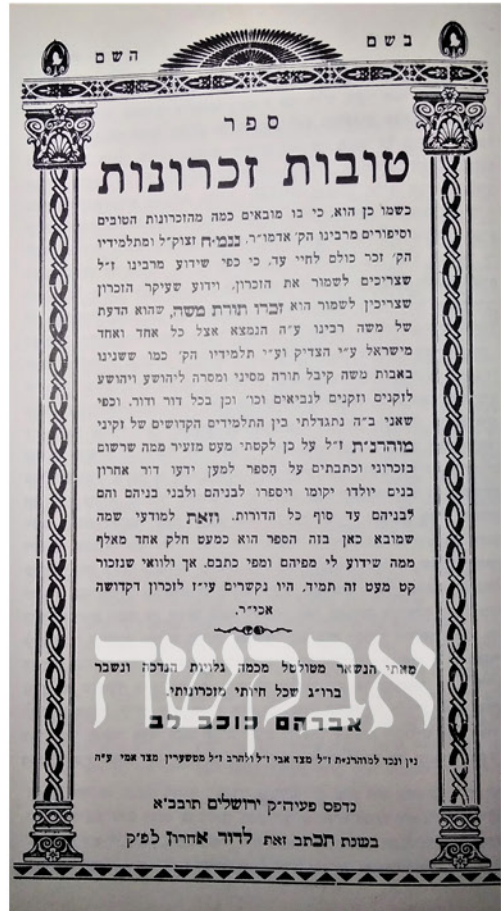 בשם השם
ספר
טובות זכרונות
כשמו כן הוא, כי בו מובאים כמה מהזכרונות הטובים
וסיפורים מרבינו הק' אדמו״ר, ננמ״ח זצוק״ל ומתלמידיו
הק' זכר כולם לחיי עד, כי כפי שידוע מרבינו ז״ל
שצריכים לשמור את הזכרון, וידוע שעיקר הזכרון
שצריכין לשמור הוא זכרו תורת משה, שהוא הדעת
של משה רבינו ע״ה הנמצא אצל כל אחד ואחד
מישראל ע״י הצדיק וע״י תלמידיו הק' כמו ששנינו
באבות משה קיבל תורה מסיני ומסרה ליהושע ויהושע
לזקנים וזקנים לנביאים וכו' וכן בכל דור ודור, וכפי
שאני ב״ה נתגדלתי בין התלמידים הקדושים של זקיני
מוהרנ״ת ז״ל על כן לקטתי מעט מזעיר ממה שרשום
בזכרוני וכתבתים על הספר למען ידעו דור אחרון
בנים יולדו יקומו ויספרו לבניהם ולבני בניהם והם
לבניהם עד סוף כל הדורות, וזאת למודעי שמה
שמובא כאן בזה הספר הוא כמעט חלק אחד מאלף
ממה שידוע לי מפיהם ומפי כתבם, אך ולוואי שנזכור
קט מעט זה תמיד, היו נקשרים עי״ז לזכרון דקדושה
אכי״ר.
אבקשה
מאתי הנשאר מטולטל מכמה גלויות הנדכה ונשבר
ברו״ג שכל חיותי מזכרונותי,
אברהם כוכב לב
נין ונכד למוהרנ״ת ז״ל מצד אבי ז״ל ולהרב ז״ל מטשערין מצד אמי ע״ה
נדפס פעיה״ק ירושלים תובב״א
בשנת תכתב זאת לדור אחרון לפ״ק